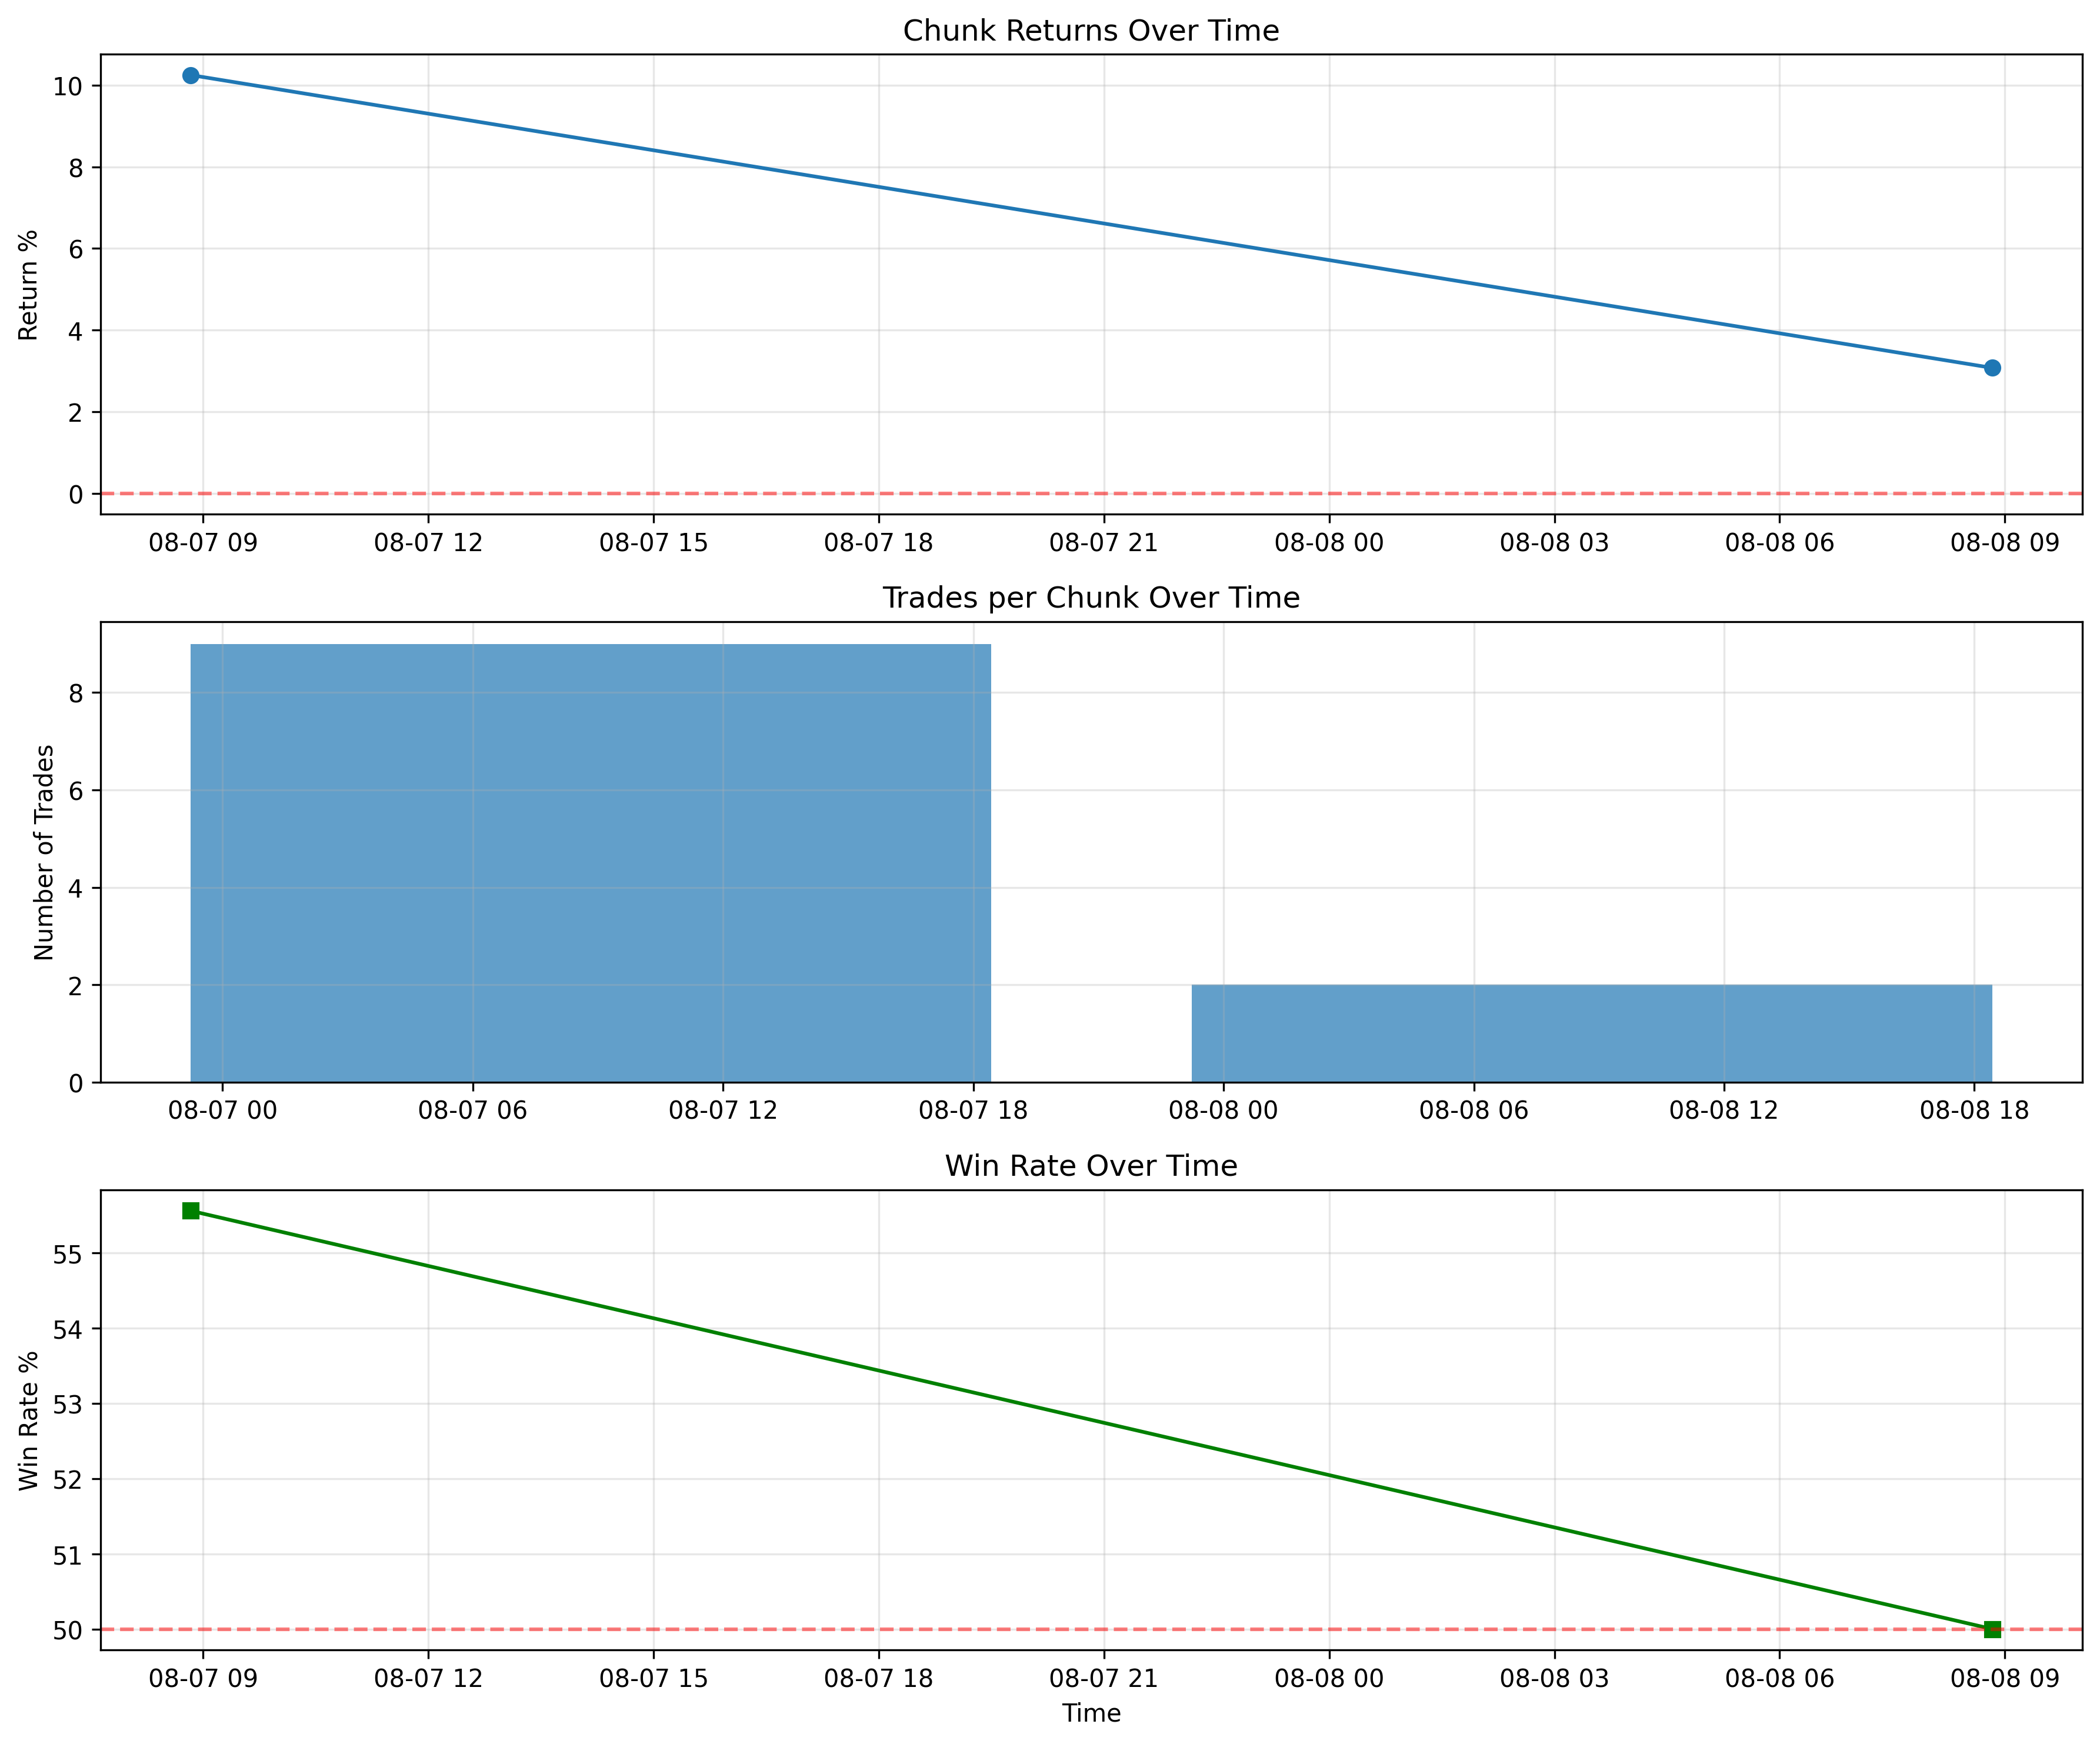 Chunk Returns Over Time
Return %
10
8
6
4
2
0
08-07 09 08-07 12 08-07 15 08-07 18 08-07 21 08-08 00 08-08 03 08-08 06 08-08 09
Trades per Chunk Over Time
Number of Trades
8
6
4
2
0
08-07 00 08-07 06 08-07 12 08-07 18 08-08 00 08-08 06 08-08 12 08-08 18
Win Rate Over Time
Win Rate %
55
54
53
52
51
50
08-07 09 08-07 12 08-07 15 08-07 18 08-07 21 08-08 00 08-08 03 08-08 06 08-08 09
Time